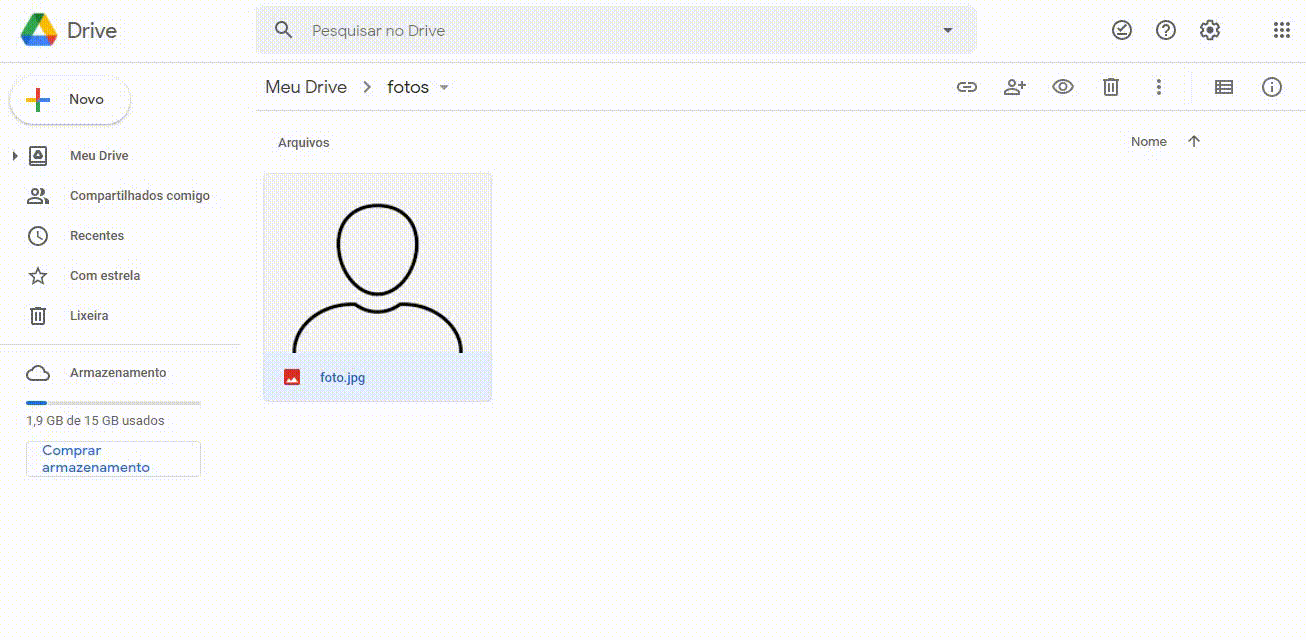 Drive
Pesquisar no Drive
Novo
Meu Drive
fotos
Meu Drive
Compartilhados comigo
Recentes
Com estrela
Lixeira
Armazenamento
1,9 GB de 15 GB usados
Comprar
armazenamento
Arquivos
Nome
foto.jpg